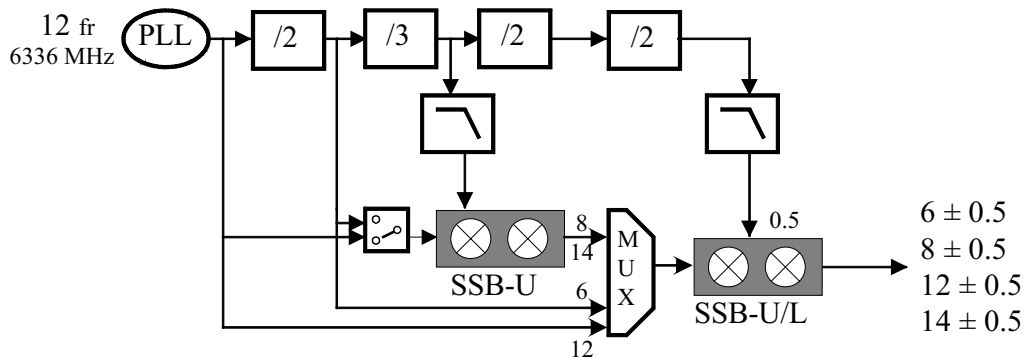 12 fr
6336 MHz
PLL
/2
/3
/2
/2
0.5
8
14
SSB-U
6
12
M
U
X
SSB-U/L
6 ± 0.5
8 ± 0.5
12 ± 0.5
14 ± 0.5